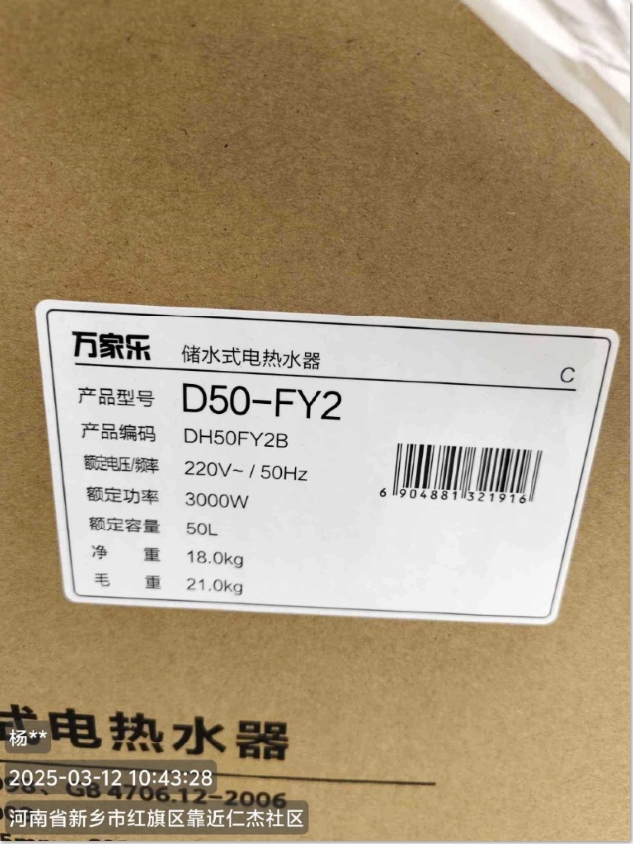 万家乐 储水式电热水器
C
产品型号 D50-FY2
产品编码 DH50FY2B
额定电压/频率 220V~ / 50Hz
额定功率 3000W
额定容量 50L
净 重 18.0kg
毛 重 21.0kg
6 904881 321916
式电热水器
杨**
GB 4706.12-2006
2025-03-12 10:43:28
河南省新乡市红旗区靠近仁杰社区